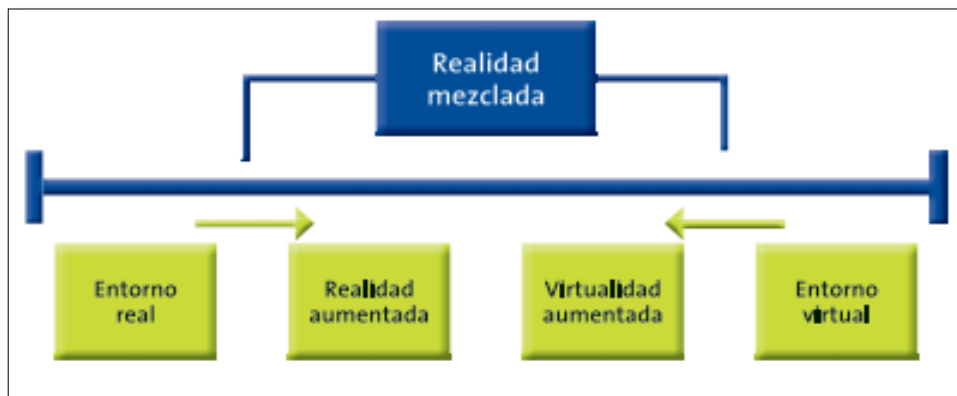 Realidad
mezclada
Entorno
real
Realidad
aumentada
Virtualidad
aumentada
Entorno
virtual